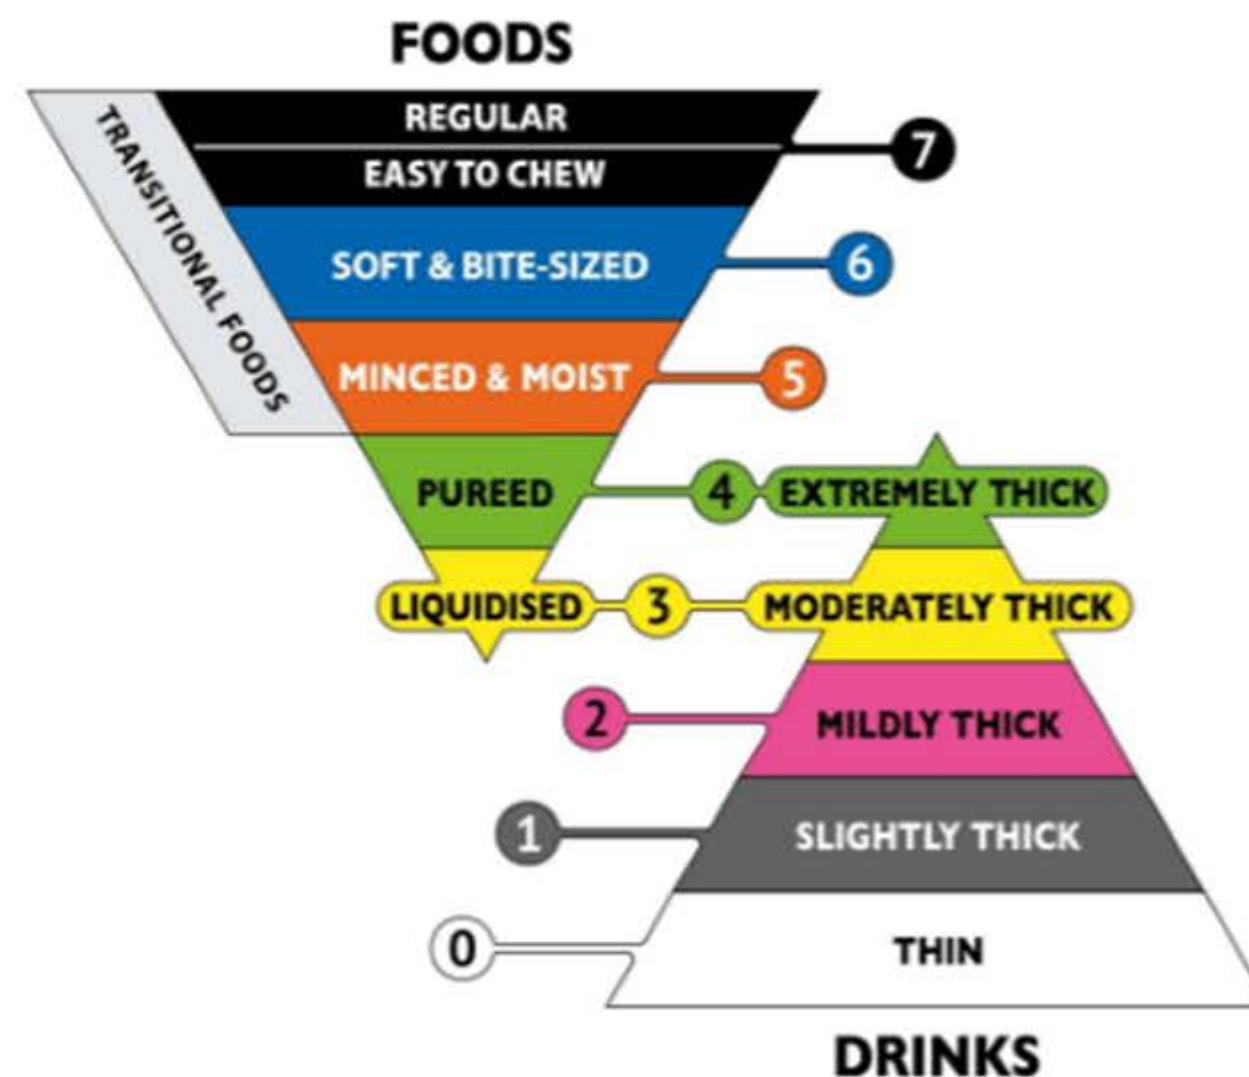 FOODS
TRANSITIONAL FOODS
REGULAR
7
EASY TO CHEW
SOFT & BITE-SIZED
6
MINCED & MOIST
5
PUREED
4
EXTREMELY THICK
LIQUIDISED
3
MODERATELY THICK
2
MILDLY THICK
1
SLIGHTLY THICK
0
THIN
DRINKS